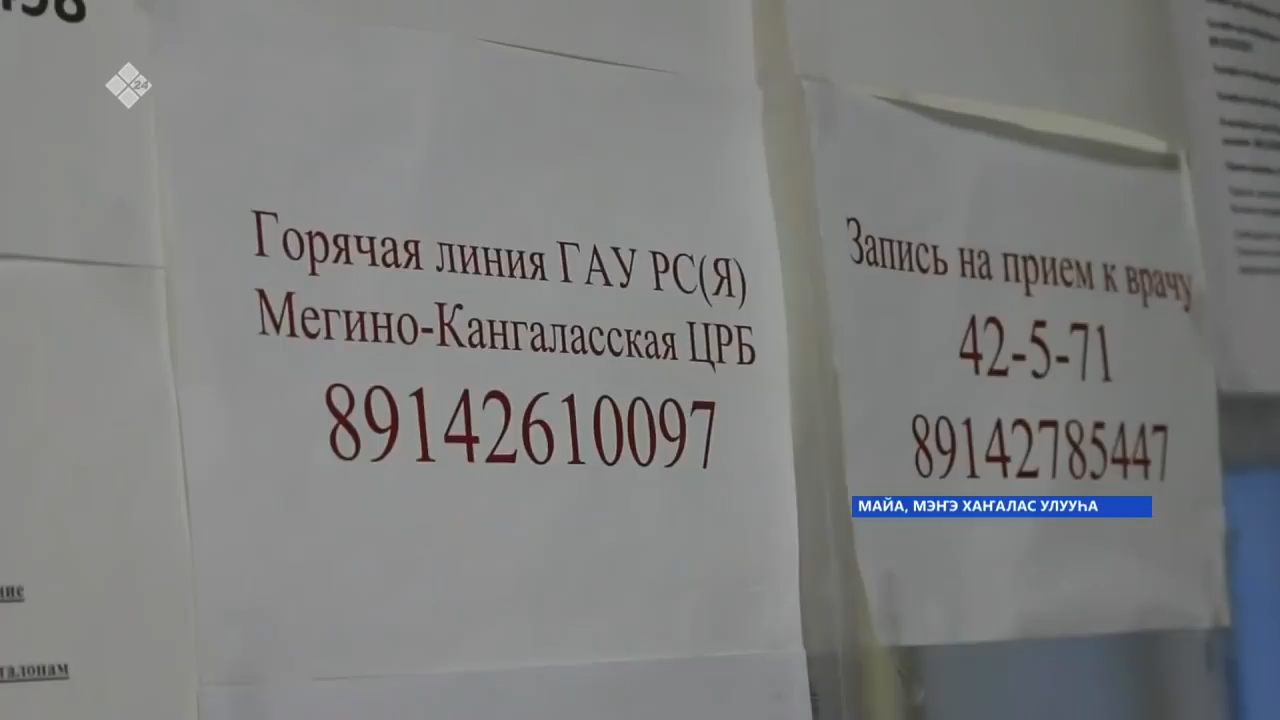 24
Горячая линия ГАУ РС(Я)
Мегино-Кангаласская ЦРБ
89142610097
Запись на прием к врачу
42-5-71
89142785447
МАЙА, МЭҤЭ ХАҤАЛАС УЛУУҺА